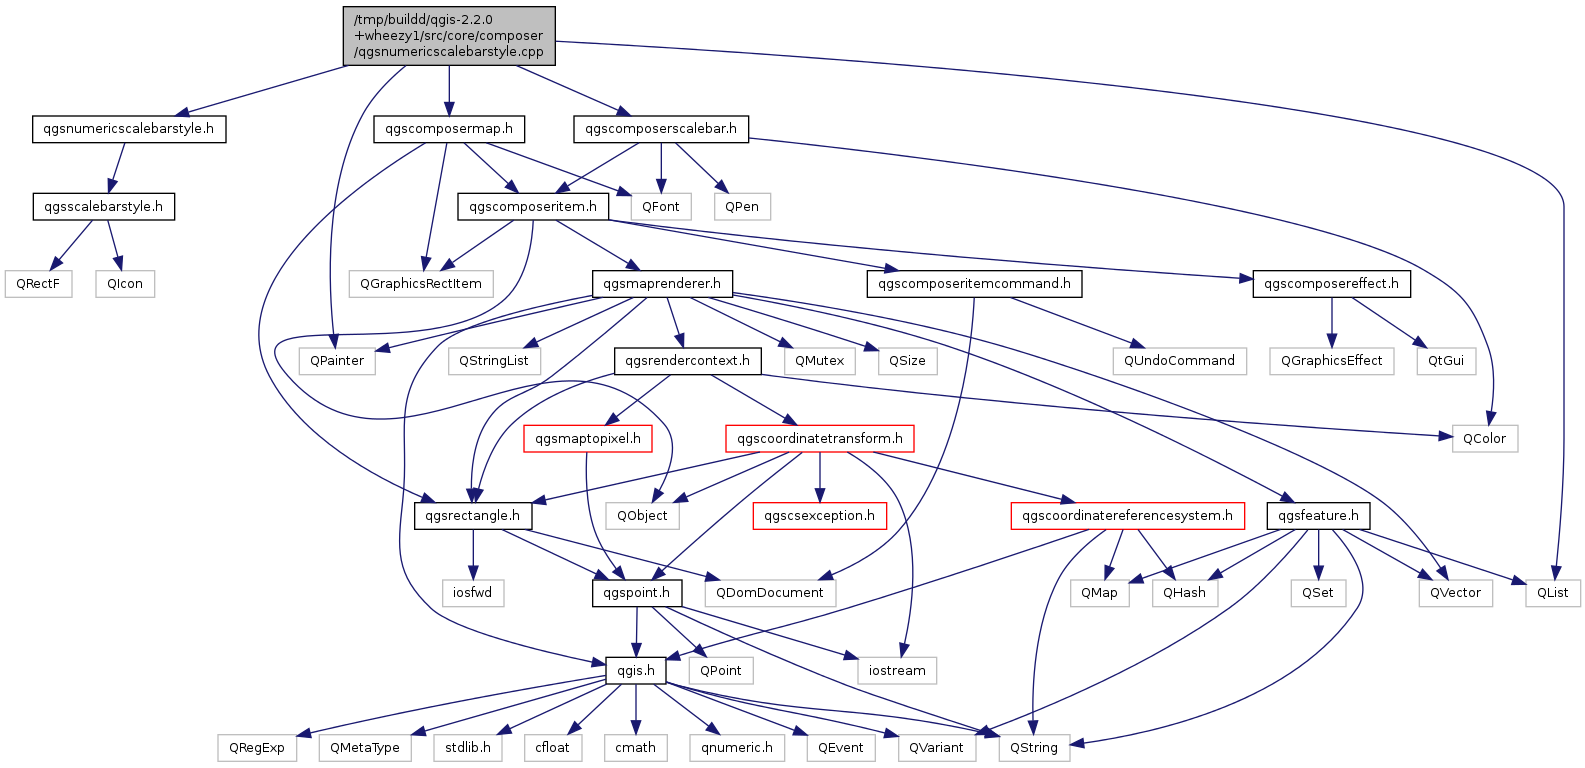 /tmp/buildd/qgis-2.2.0
+wheezy1/src/core/composer
/qgsnumericscalebarstyle.cpp
qgsnumericscalebarstyle.h
qgscomposermap.h
qgscomposerscalebar.h
qgsscalebarstyle.h
qgscomposeritem.h
QFont
QPen
QRectF
QIcon
QGraphicsRectItem
qgsmaprenderer.h
qgscomposeritemcommand.h
qgscomposereffect.h
QPainter
QStringList
qgsrendercontext.h
QMutex
QSize
QUndoCommand
QGraphicsEffect
QtGui
qgsmaptopixel.h
qgscoordinatetransform.h
QColor
qgsrectangle.h
QObject
qgscsexception.h
qgscoordinatereferencesystem.h
qgsfeature.h
iosfwd
qgspoint.h
QDomDocument
QMap
QHash
QSet
QVector
QList
qgis.h
QPoint
iostream
QRegExp
QMetaType
stdlib.h
cfloat
cmath
qnumeric.h
QEvent
QVariant
QString